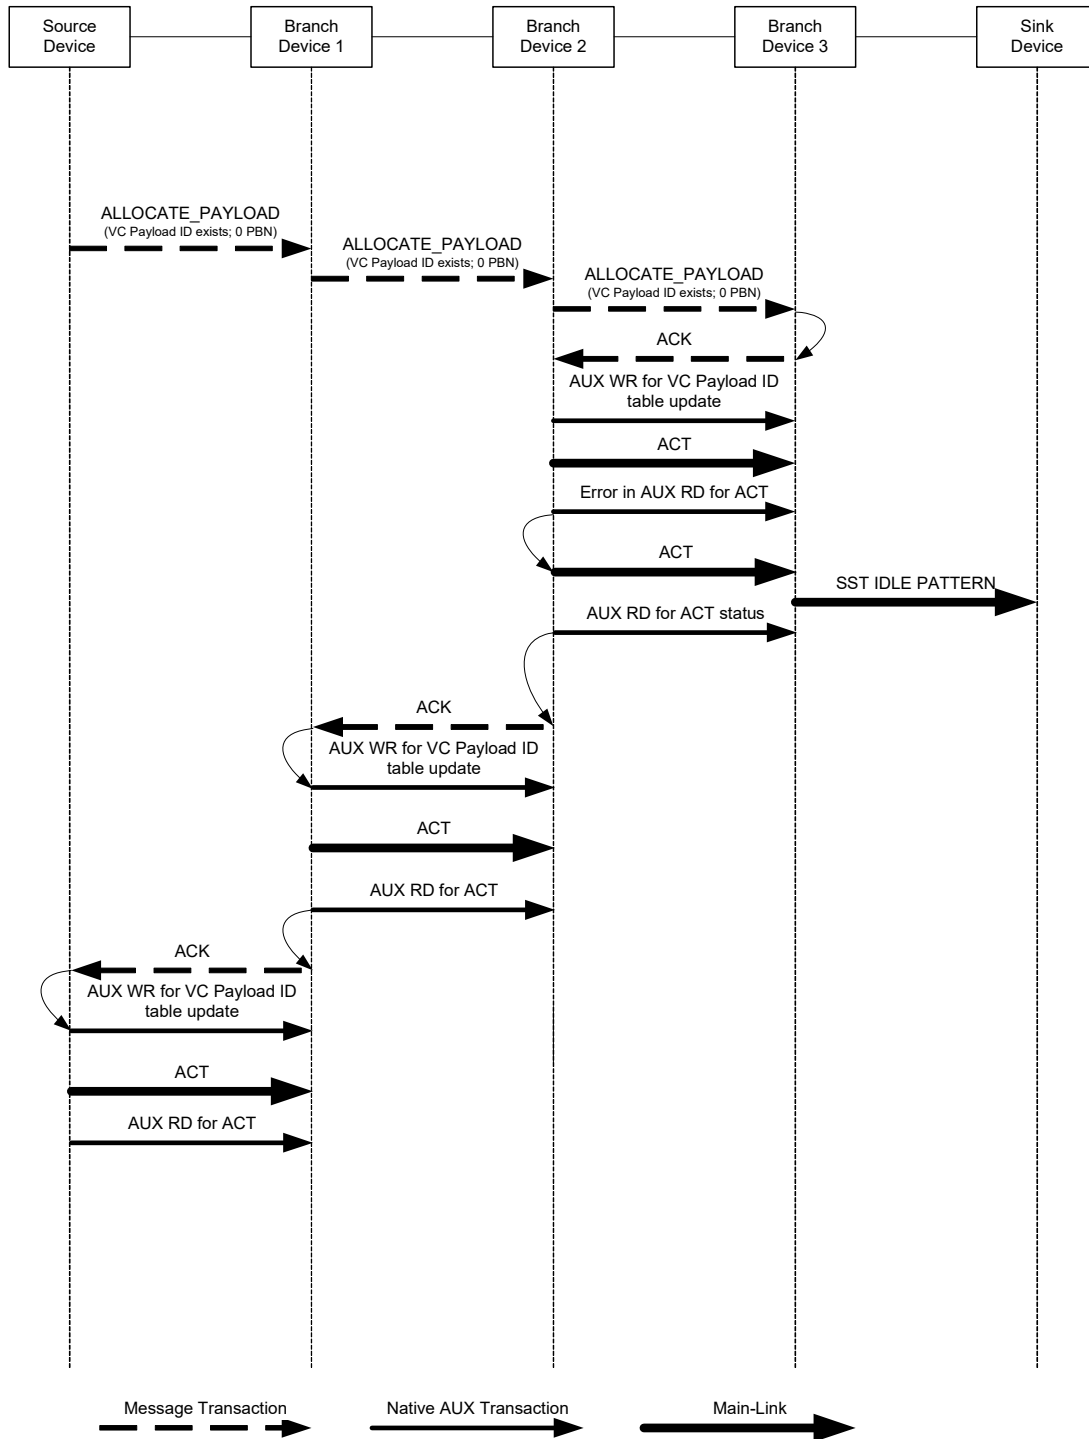 Source
Device
Branch
Device 1
Branch
Device 2
Branch
Device 3
Sink
Device
ALLOCATE_PAYLOAD
(VC Payload ID exists; 0 PBN)
ALLOCATE_PAYLOAD
(VC Payload ID exists; 0 PBN)
ALLOCATE_PAYLOAD
(VC Payload ID exists; 0 PBN)
ACK
AUX WR for VC Payload ID
table update
ACT
Error in AUX RD for ACT
ACT
SST IDLE PATTERN
AUX RD for ACT status
ACK
AUX WR for VC Payload ID
table update
ACT
AUX RD for ACT
ACK
AUX WR for VC Payload ID
table update
ACT
AUX RD for ACT
Message Transaction
Native AUX Transaction
Main-Link